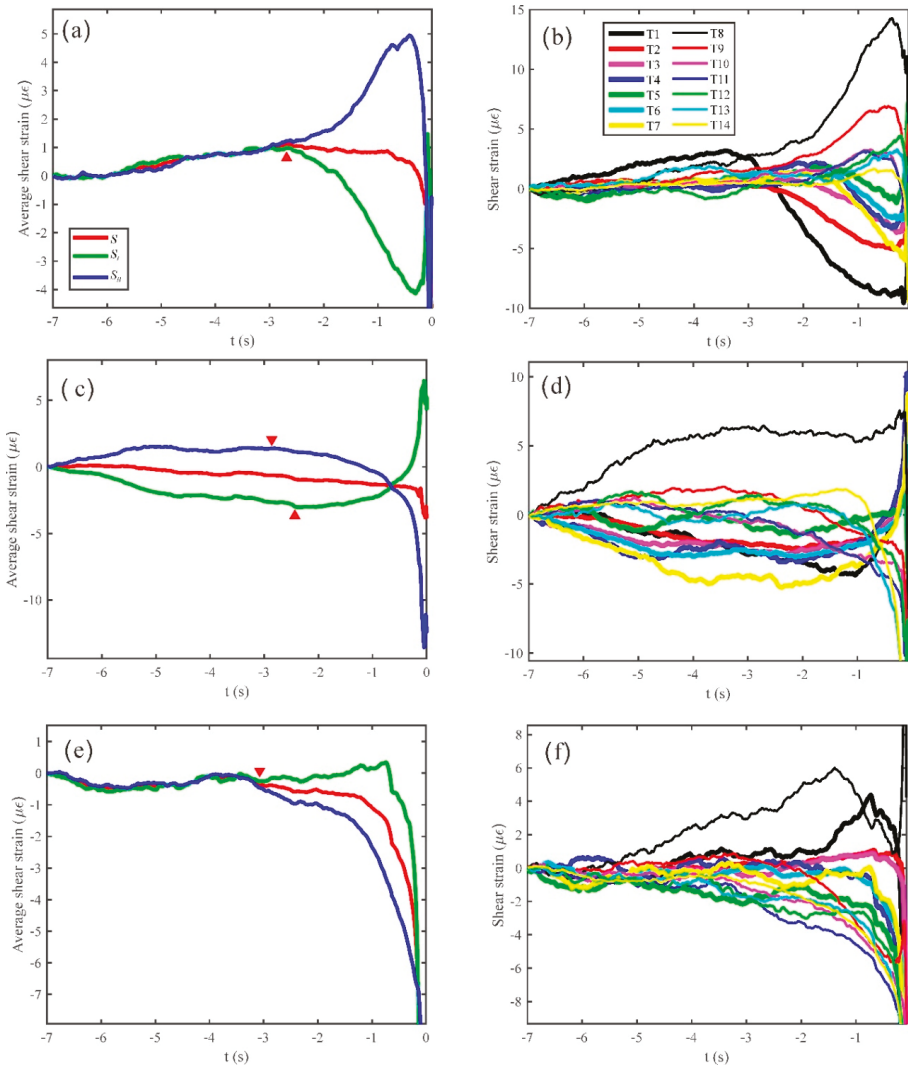 (a)
Average shear strain (με)
5
4
3
2
1
0
-1
-2
-3
-4
S
Sᵢ
-7 -6 -5 -4 -3 -2 -1 0
t (s)
(b)
Shear strain (με)
15
10
5
0
-5
-10
T1 T8
T2 T9
T3 T10
T4 T11
T5 T12
T6 T13
T7 T14
-7 -6 -5 -4 -3 -2 -1
t (s)
(c)
Average shear strain (με)
5
0
-5
-10
-7 -6 -5 -4 -3 -2 -1 0
t (s)
(d)
Shear strain (με)
10
5
0
-5
-10
-7 -6 -5 -4 -3 -2 -1
t (s)
(e)
Average shear strain (με)
1
0
-1
-2
-3
-4
-5
-6
-7
-7 -6 -5 -4 -3 -2 -1 0
t (s)
(f)
Shear strain (με)
8
6
4
2
0
-2
-4
-6
-8
-7 -6 -5 -4 -3 -2 -1
t (s)